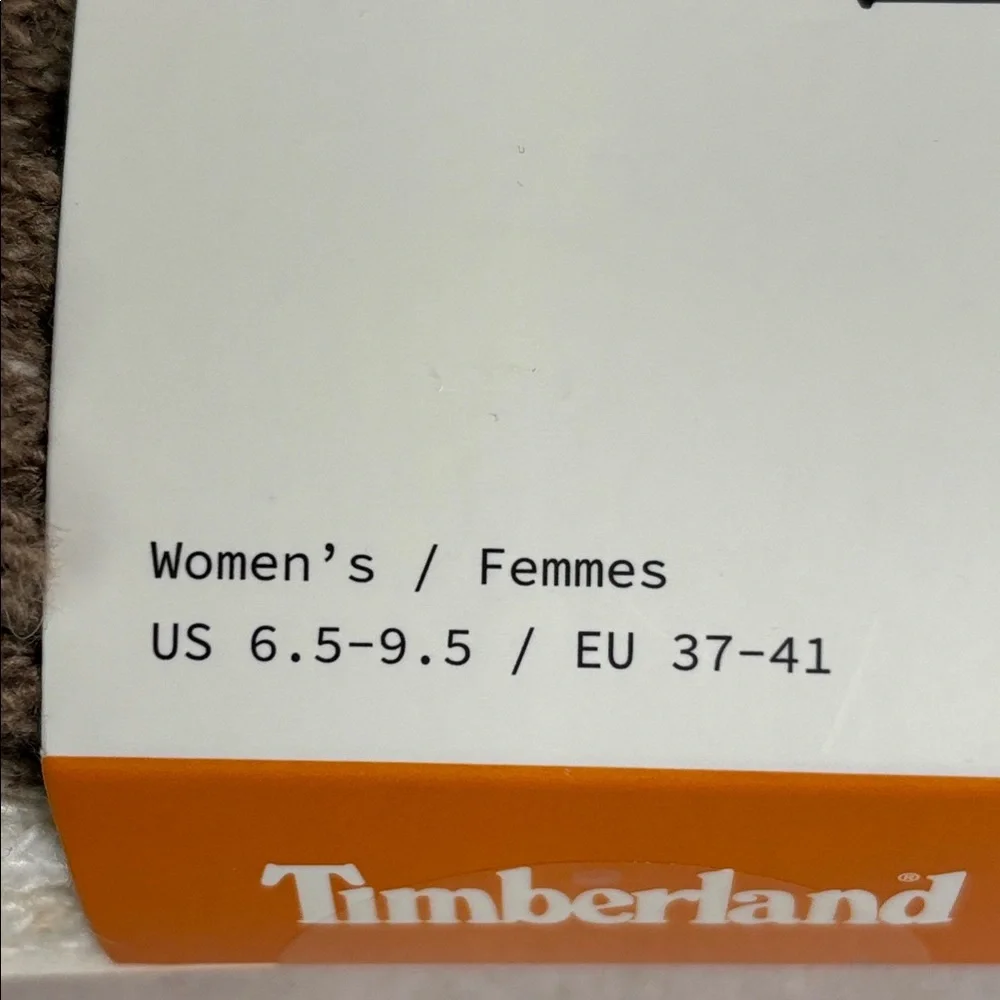 Women’s / Femmes
US 6.5-9.5 / EU 37-41
Timberland®